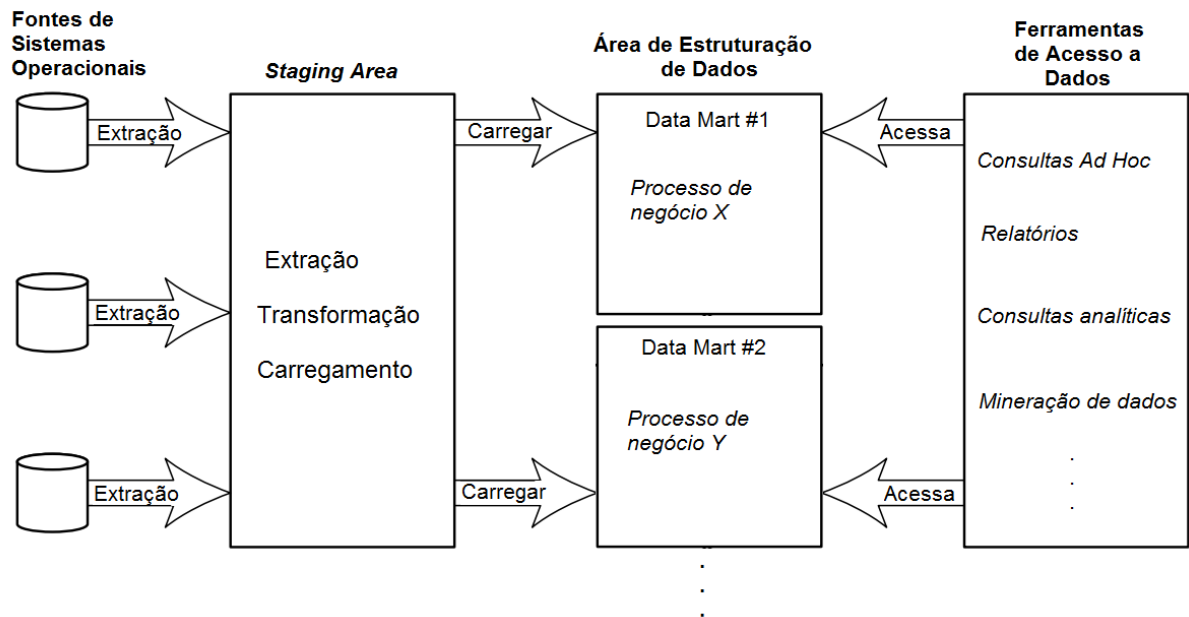 Fontes de
Sistemas
Operacionais
Staging Area
Área de Estruturação
de Dados
Ferramentas
de Acesso a
Dados
Extração
Extração
Extração
Extração
Transformação
Carregamento
Carregar
Carregar
Data Mart #1
Processo de
negócio X
Data Mart #2
Processo de
negócio Y
Acessa
Acessa
Consultas Ad Hoc
Relatórios
Consultas analíticas
Mineração de dados